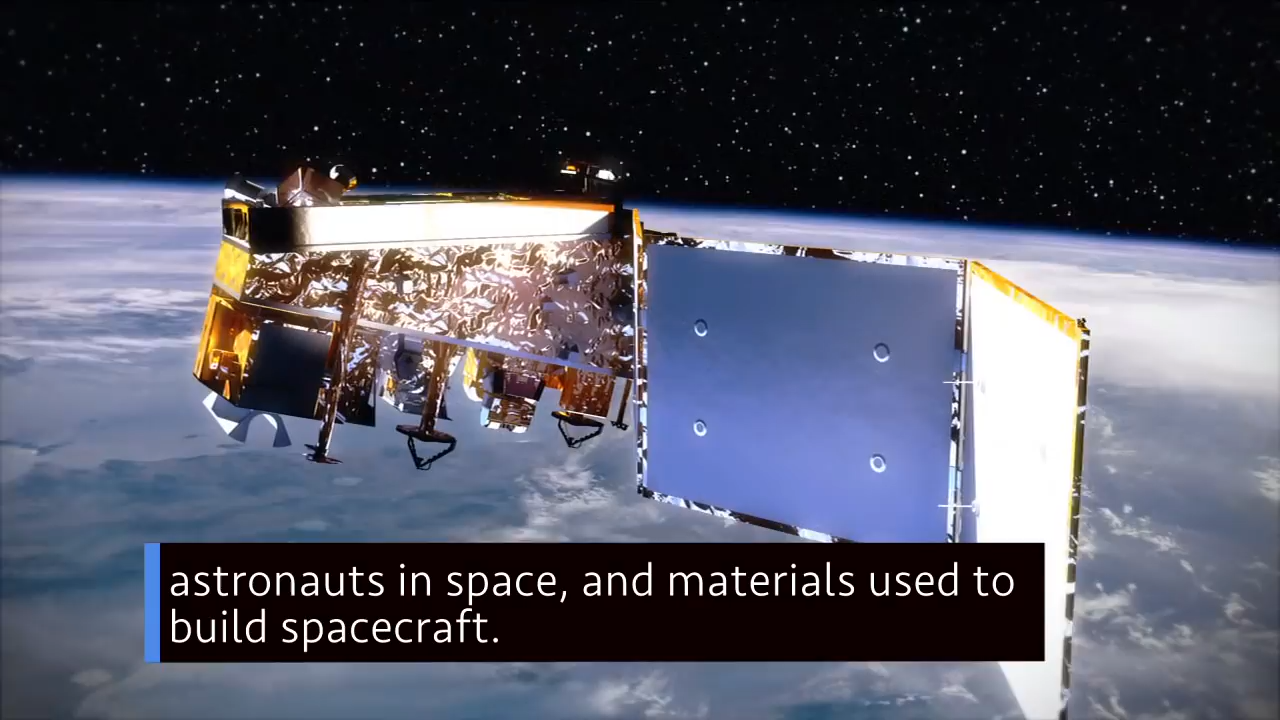 astronauts in space, and materials used to
build spacecraft.